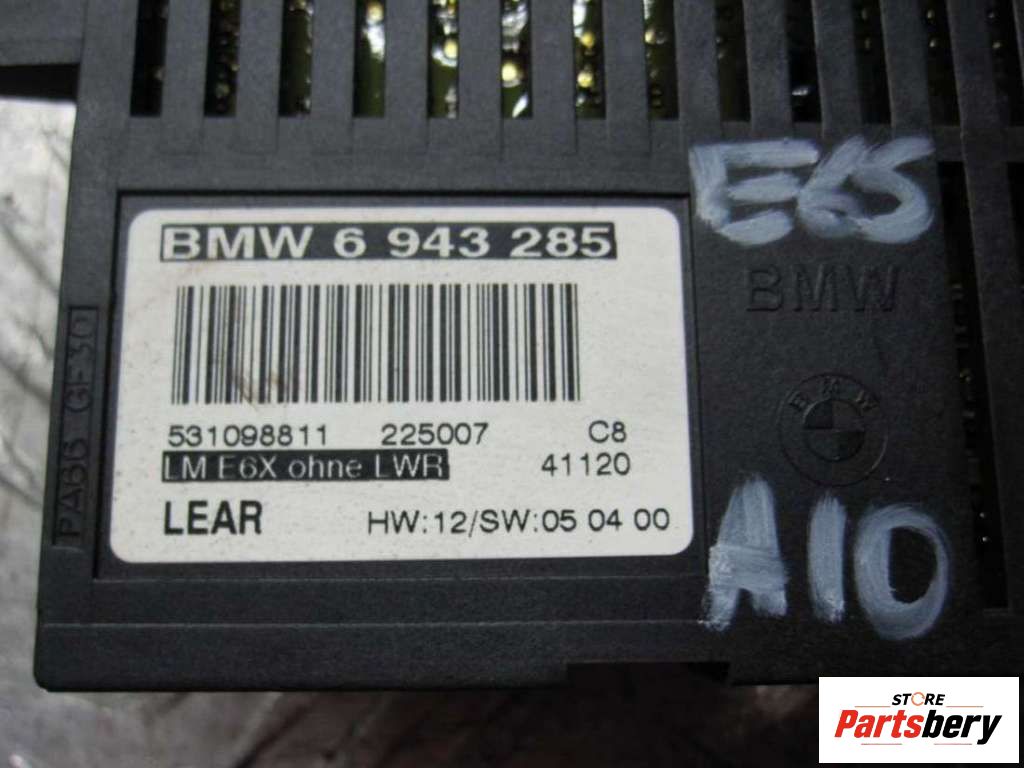 E65
BMW 6 943 285
BMW
PA66 GF30
BMW
531098811 225007 C8
LM E6X ohne LWR 41120
LEAR HW:12/SW:05 04 00
A10
STORE
Partsbery